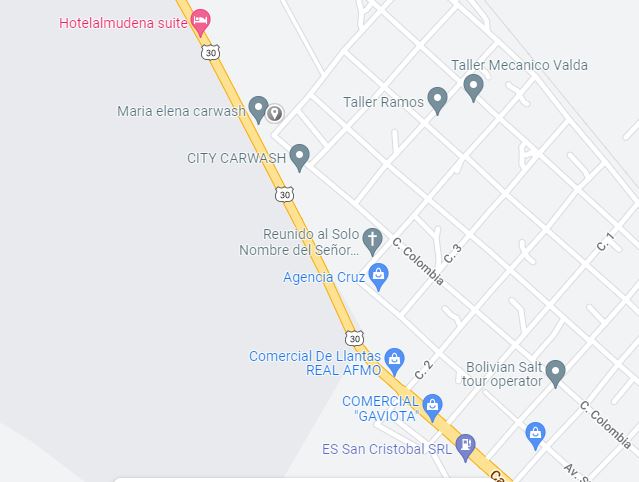 Hotelalmudena suite
30
Taller Mecanico Valda
Taller Ramos
Maria elena carwash
CITY CARWASH
30
Reunido al Solo
Nombre del Señor...
C. Colombia
C. 3
C. 1
Agencia Cruz
30
Comercial De Llantas
REAL AFMO
C. 2
Bolivian Salt
tour operator
COMERCIAL
"GAVIOTA"
C. Colombia
ES San Cristobal SRL
Ca
Av. S